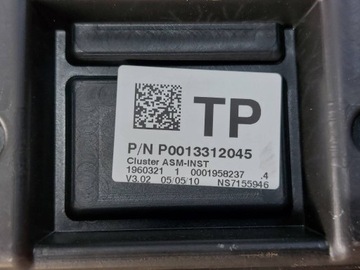 TP
P/N P0013312045
Cluster ASM-INST
1960321 1 0001958237 .4
V3.02 05:05:10 NS7155946